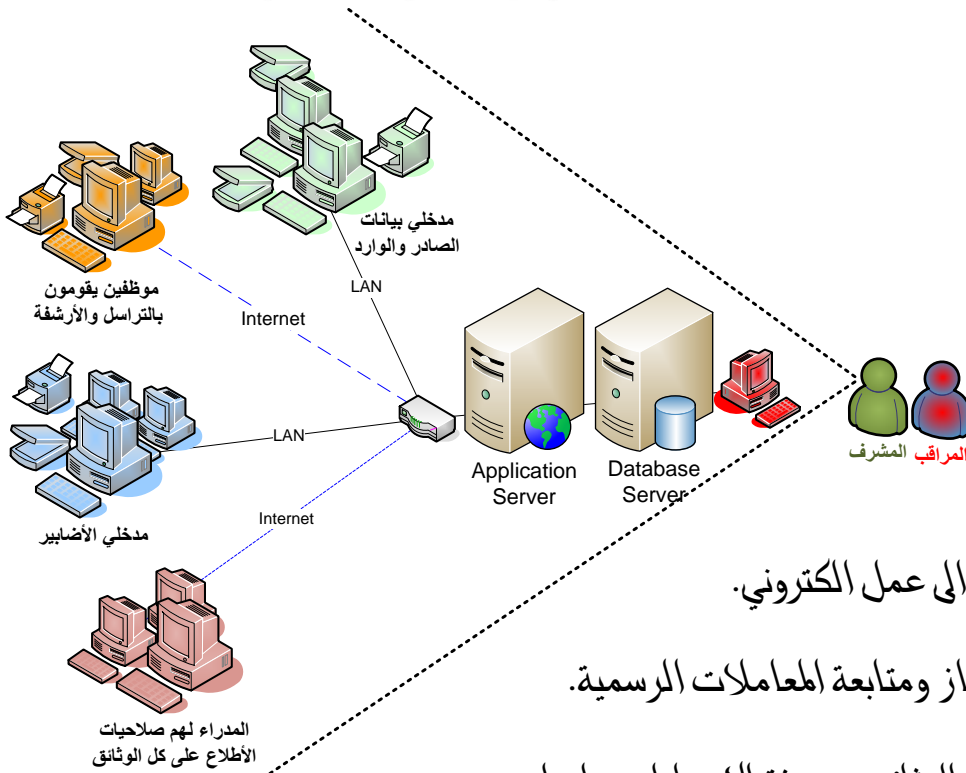 مدخلي بيانات
الصادر والوارد
LAN
موظفين يقومون
بالتراسل والأرشفة
Internet
LAN
مدخلي الأضابير
Internet
المدراء لهم صلاحيات
الأطلاع على كل الوثائق
Application
Server
Database
Server
المشرف
المراقب
الى عمل الكتروني.
از ومتابعة المعاملات الرسمية.